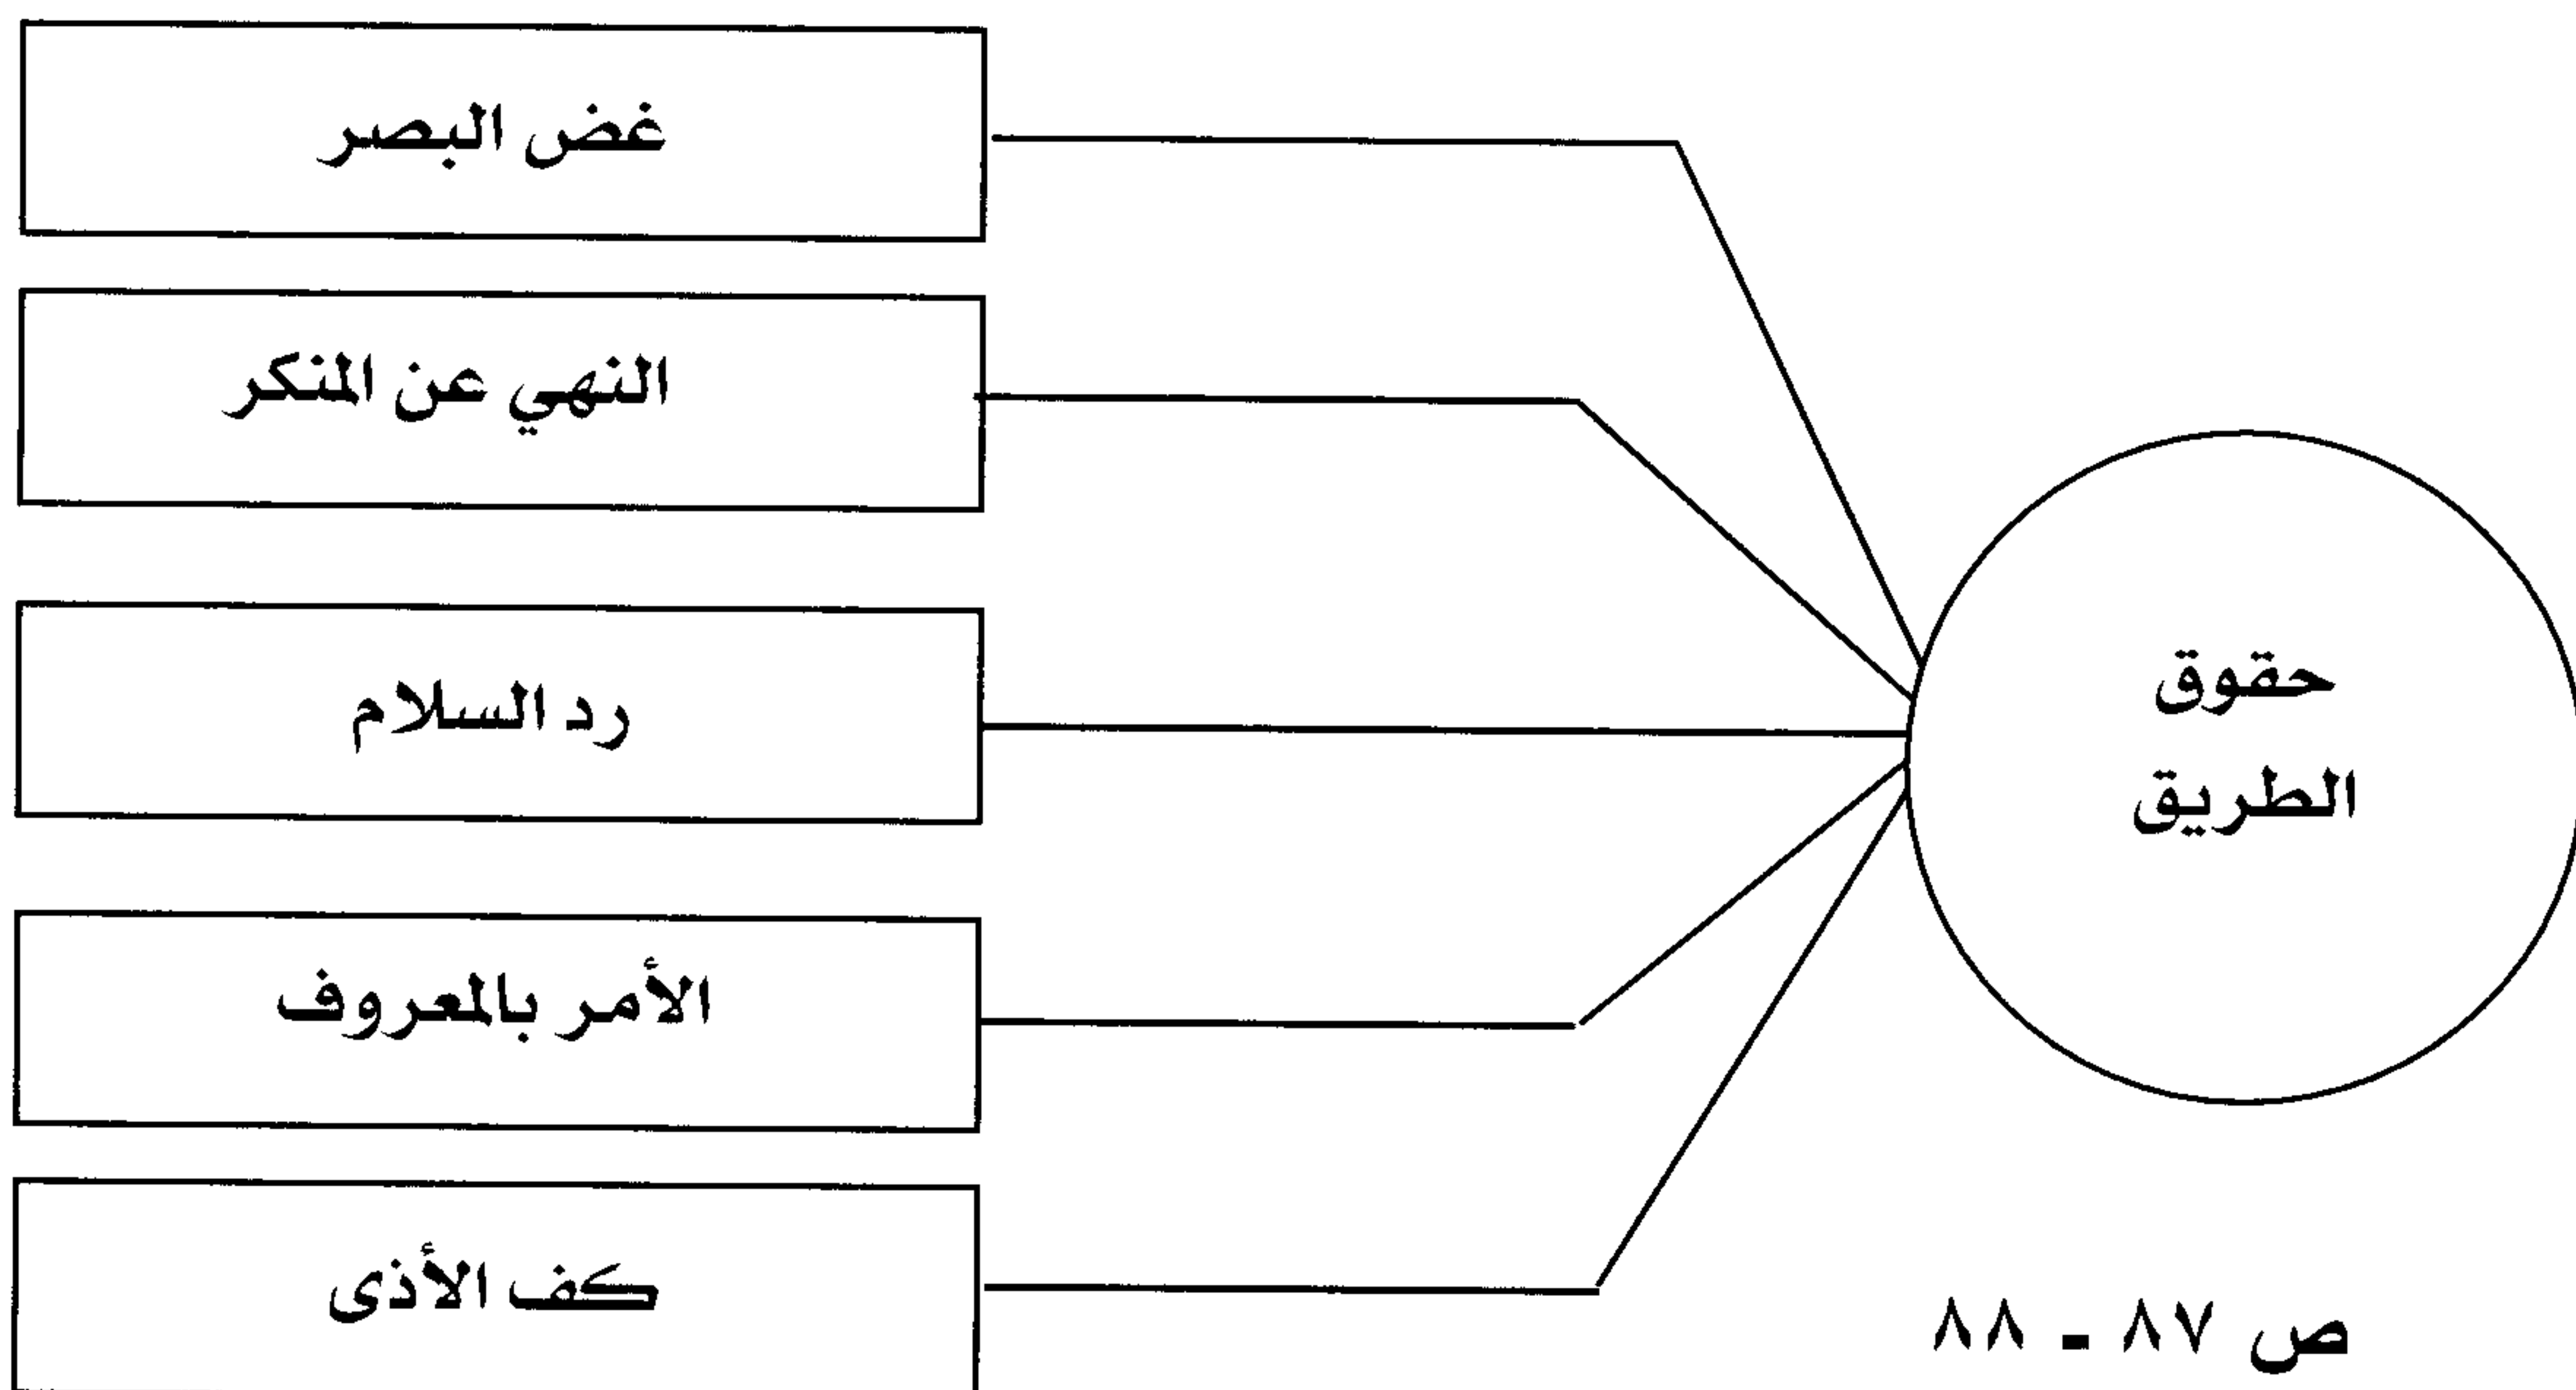 حقوق
الطريق
غض البصر
النهي عن المنكر
رد السلام
الأمر بالمعروف
كف الأذى
ص ٨٧ - ٨٨